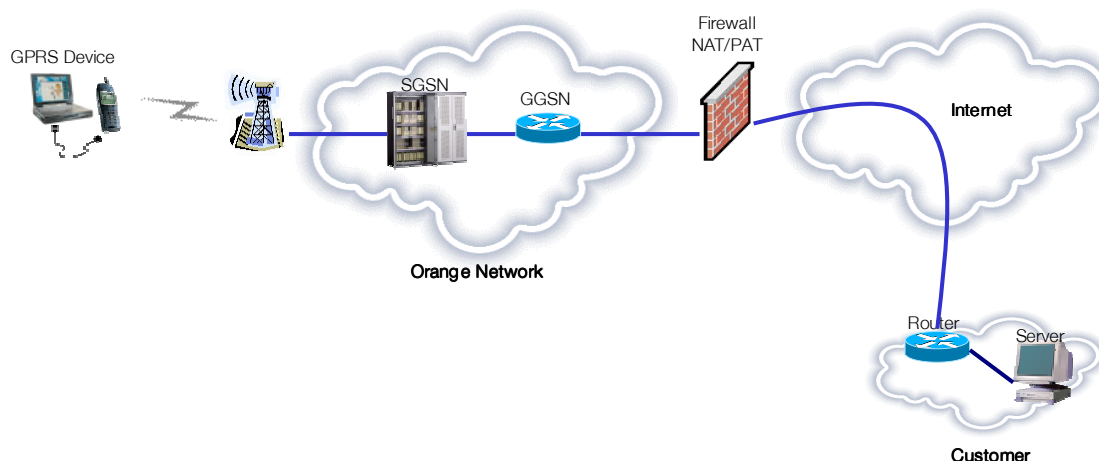 GPRS Device
SGSN
GGSN
Firewall
NAT/PAT
Internet
Orange Network
Router
Server
Customer